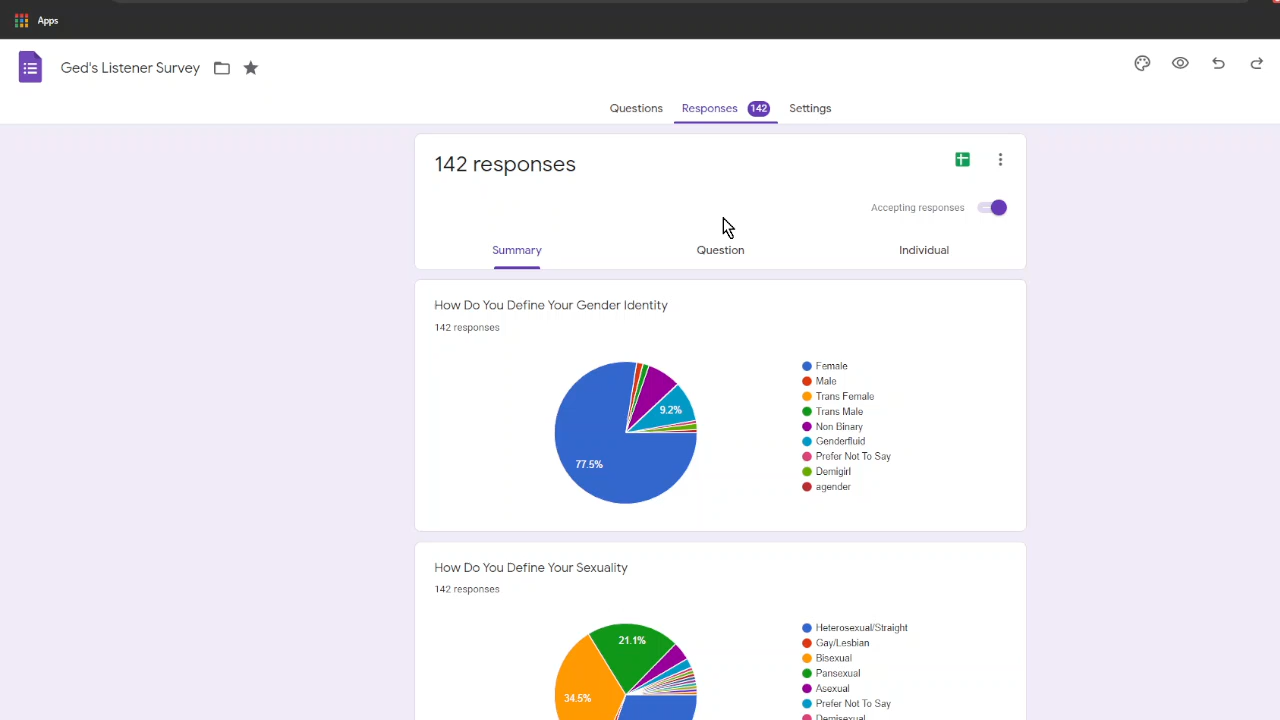 Apps
Ged's Listener Survey
Questions Responses 142 Settings
142 responses
Accepting responses
Summary Question Individual
How Do You Define Your Gender Identity
142 responses
Female
Male
Trans Female
Trans Male
9.2%
Non Binary
Genderfluid
Prefer Not To Say
77.5%
Demigirl
agender
How Do You Define Your Sexuality
142 responses
Heterosexual/Straight
21.1%
Gay/Lesbian
Bisexual
Pansexual
Asexual
34.5%
Prefer Not To Say
Demisexual